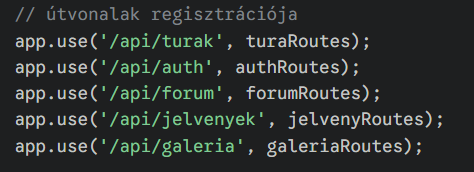 // útvonalak regisztrációja
app.use('/api/turak', turaRoutes);
app.use('/api/auth', authRoutes);
app.use('/api/forum', forumRoutes);
app.use('/api/jelvenyek', jelvenyRoutes);
app.use('/api/galeria', galeriaRoutes);